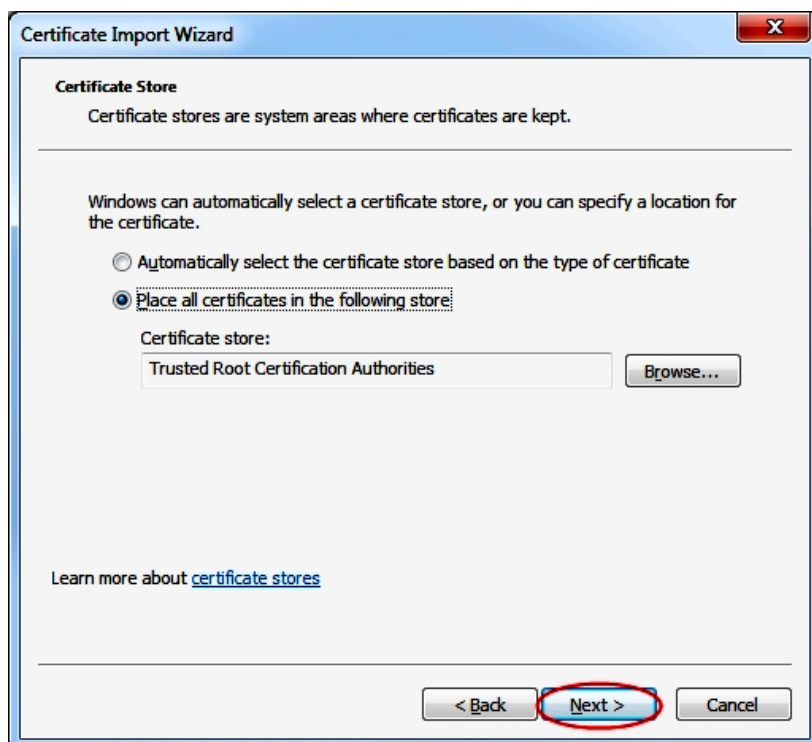 Certificate Import Wizard
X
Certificate Store
Certificate stores are system areas where certificates are kept.
Windows can automatically select a certificate store, or you can specify a location for
the certificate.
Automatically select the certificate store based on the type of certificate
Place all certificates in the following store
Certificate store:
Trusted Root Certification Authorities
Browse...
Learn more about certificate stores
< Back Next > Cancel